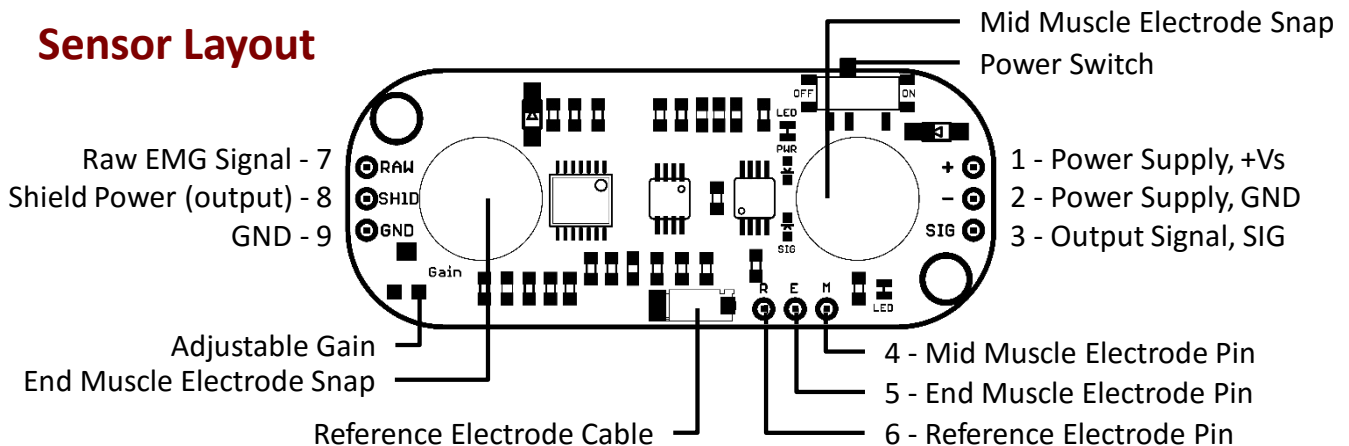 Sensor Layout
Mid Muscle Electrode Snap
Power Switch
OFF
ON
LED
PWR
Raw EMG Signal - 7
RAW
Shield Power (output) - 8
SHID
GND - 9
GND
+
1 - Power Supply, +Vs
-
2 - Power Supply, GND
SIG
3 - Output Signal, SIG
SIG
Gain
R E M
LED
Adjustable Gain
End Muscle Electrode Snap
Reference Electrode Cable
4 - Mid Muscle Electrode Pin
5 - End Muscle Electrode Pin
6 - Reference Electrode Pin